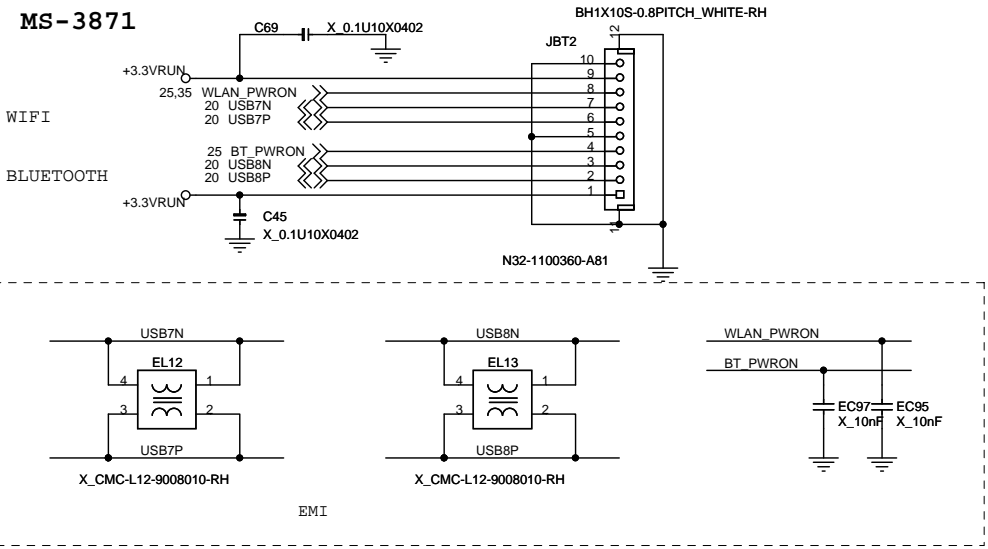 MS-3871
BH1X10S-0.8PITCH_WHITE-RH
C69 X_0.1U10X0402
JBT2
12
+3.3VRUN
10
9
25,35 WLAN_PWRON 8
20 USB7N 7
WIFI
20 USB7P 6
5
25 BT_PWRON 4
20 USB8N 3
BLUETOOTH
20 USB8P 2
+3.3VRUN 1
C45
X_0.1U10X0402
11
N32-1100360-A81
USB7N
EL12
4 1
3 2
USB7P
X_CMC-L12-9008010-RH
USB8N
EL13
4 1
3 2
USB8P
X_CMC-L12-9008010-RH
WLAN_PWRON
BT_PWRON
EC97
X_10nF
EC95
X_10nF
EMI